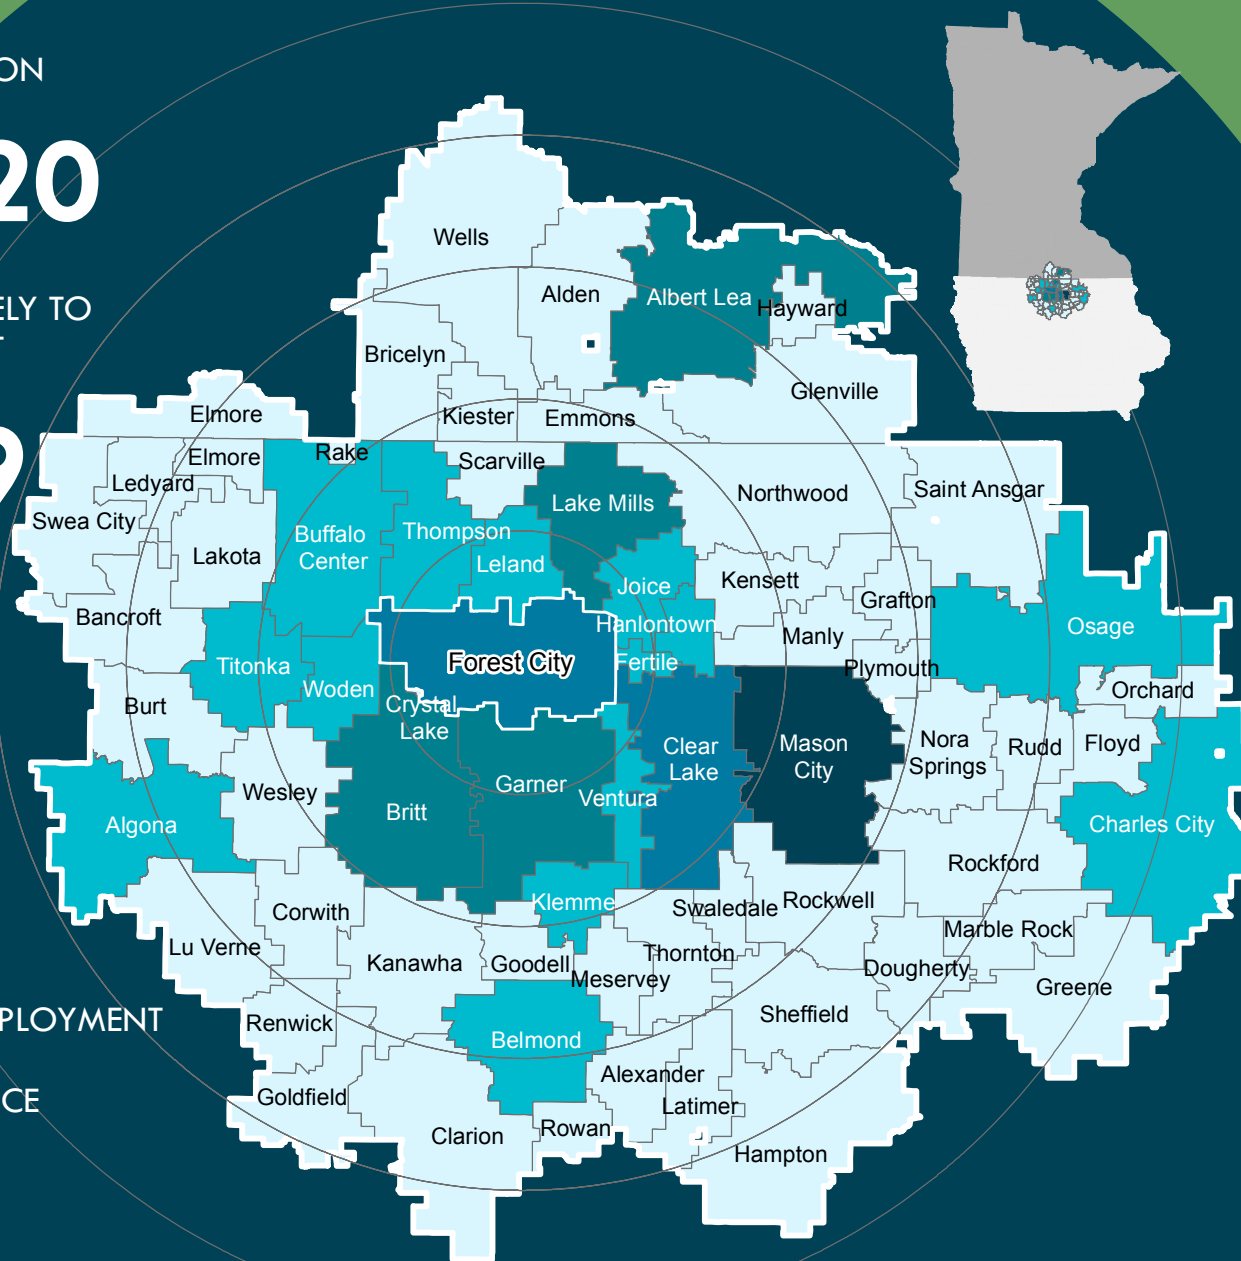 ON
20
ELY TO
9
PLOYMENT
CE
Wells
Alden
Albert Lea
Hayward
Bricelyn
Glenville
Kiester
Emmons
Elmore
Elmore
Rake
Scarville
Ledyard
Lake Mills
Northwood
Saint Ansgar
Swea City
Buffalo
Center
Thompson
Lakota
Leland
Joice
Kensett
Grafton
Bancroft
Hanlontown
Manly
Osage
Titonka
Forest City
Fertile
Plymouth
Woden
Orchard
Burt
Crystal
Lake
Clear
Lake
Mason
City
Nora
Springs
Rudd
Floyd
Wesley
Garner
Ventura
Algona
Britt
Charles City
Rockford
Klemme
Swaledale
Rockwell
Corwith
Marble Rock
Lu Verne
Kanawha
Goodell
Meservey
Thornton
Dougherty
Greene
Renwick
Belmond
Sheffield
Goldfield
Alexander
Latimer
Clarion
Rowan
Hampton